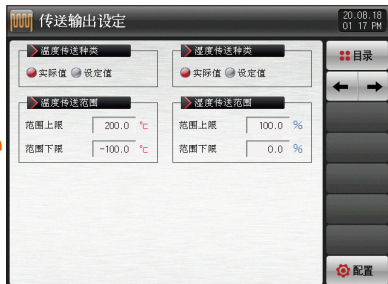 传送输出设定
20.08.18
01 17 PM
温度传送种类
实际值 设定值
湿度传送种类
实际值 设定值
温度传送范围
范围上限 200.0 ℃
范围下限 -100.0 ℃
湿度传送范围
范围上限 100.0 %
范围下限 0.0 %
目录
配置